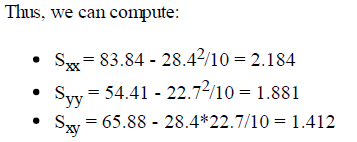 Thus, we can compute:
• Sxx = 83.84 - 28.4²/10 = 2.184
• Syy = 54.41 - 22.7²/10 = 1.881
• Sxy = 65.88 - 28.4*22.7/10 = 1.412